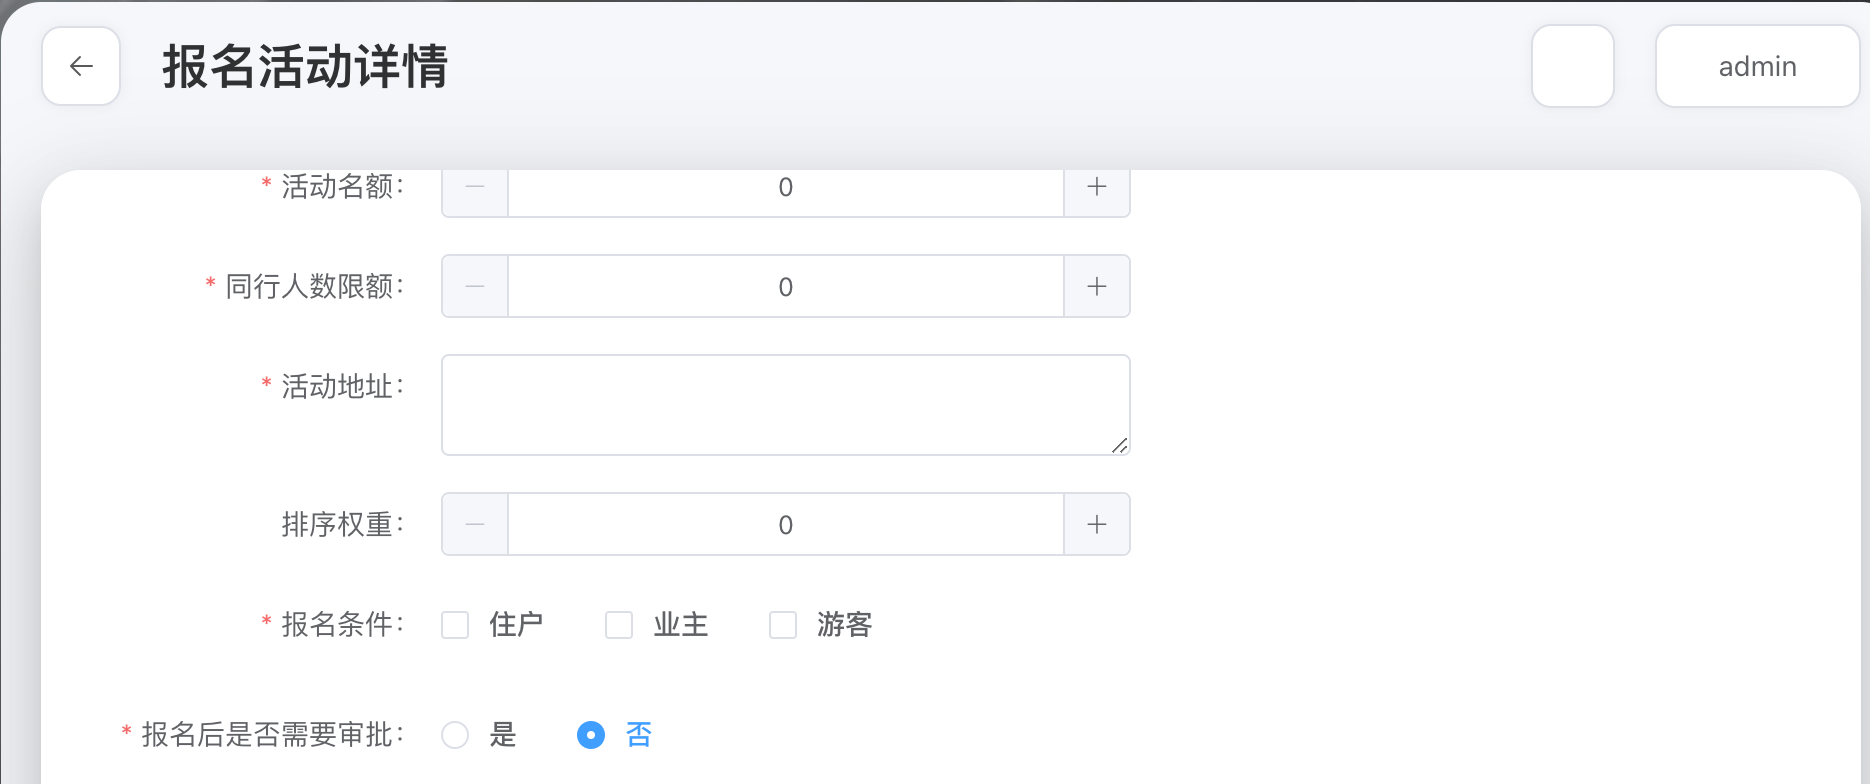 报名活动详情
admin
* 活动名额：
0
* 同行人数限额：
0
* 活动地址：
排序权重：
0
* 报名条件： 住户 业主 游客
* 报名后是否需要审批： 是 否